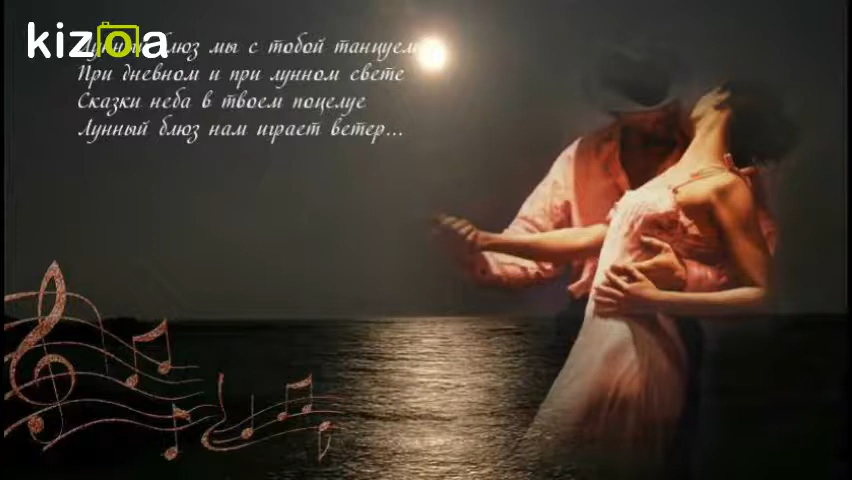 kizoa
Лунный блюз мы с тобой танцуем
При дневном и при лунном свете
Сказки неба в твоем поцелуе
Лунный блюз нам играет ветер...